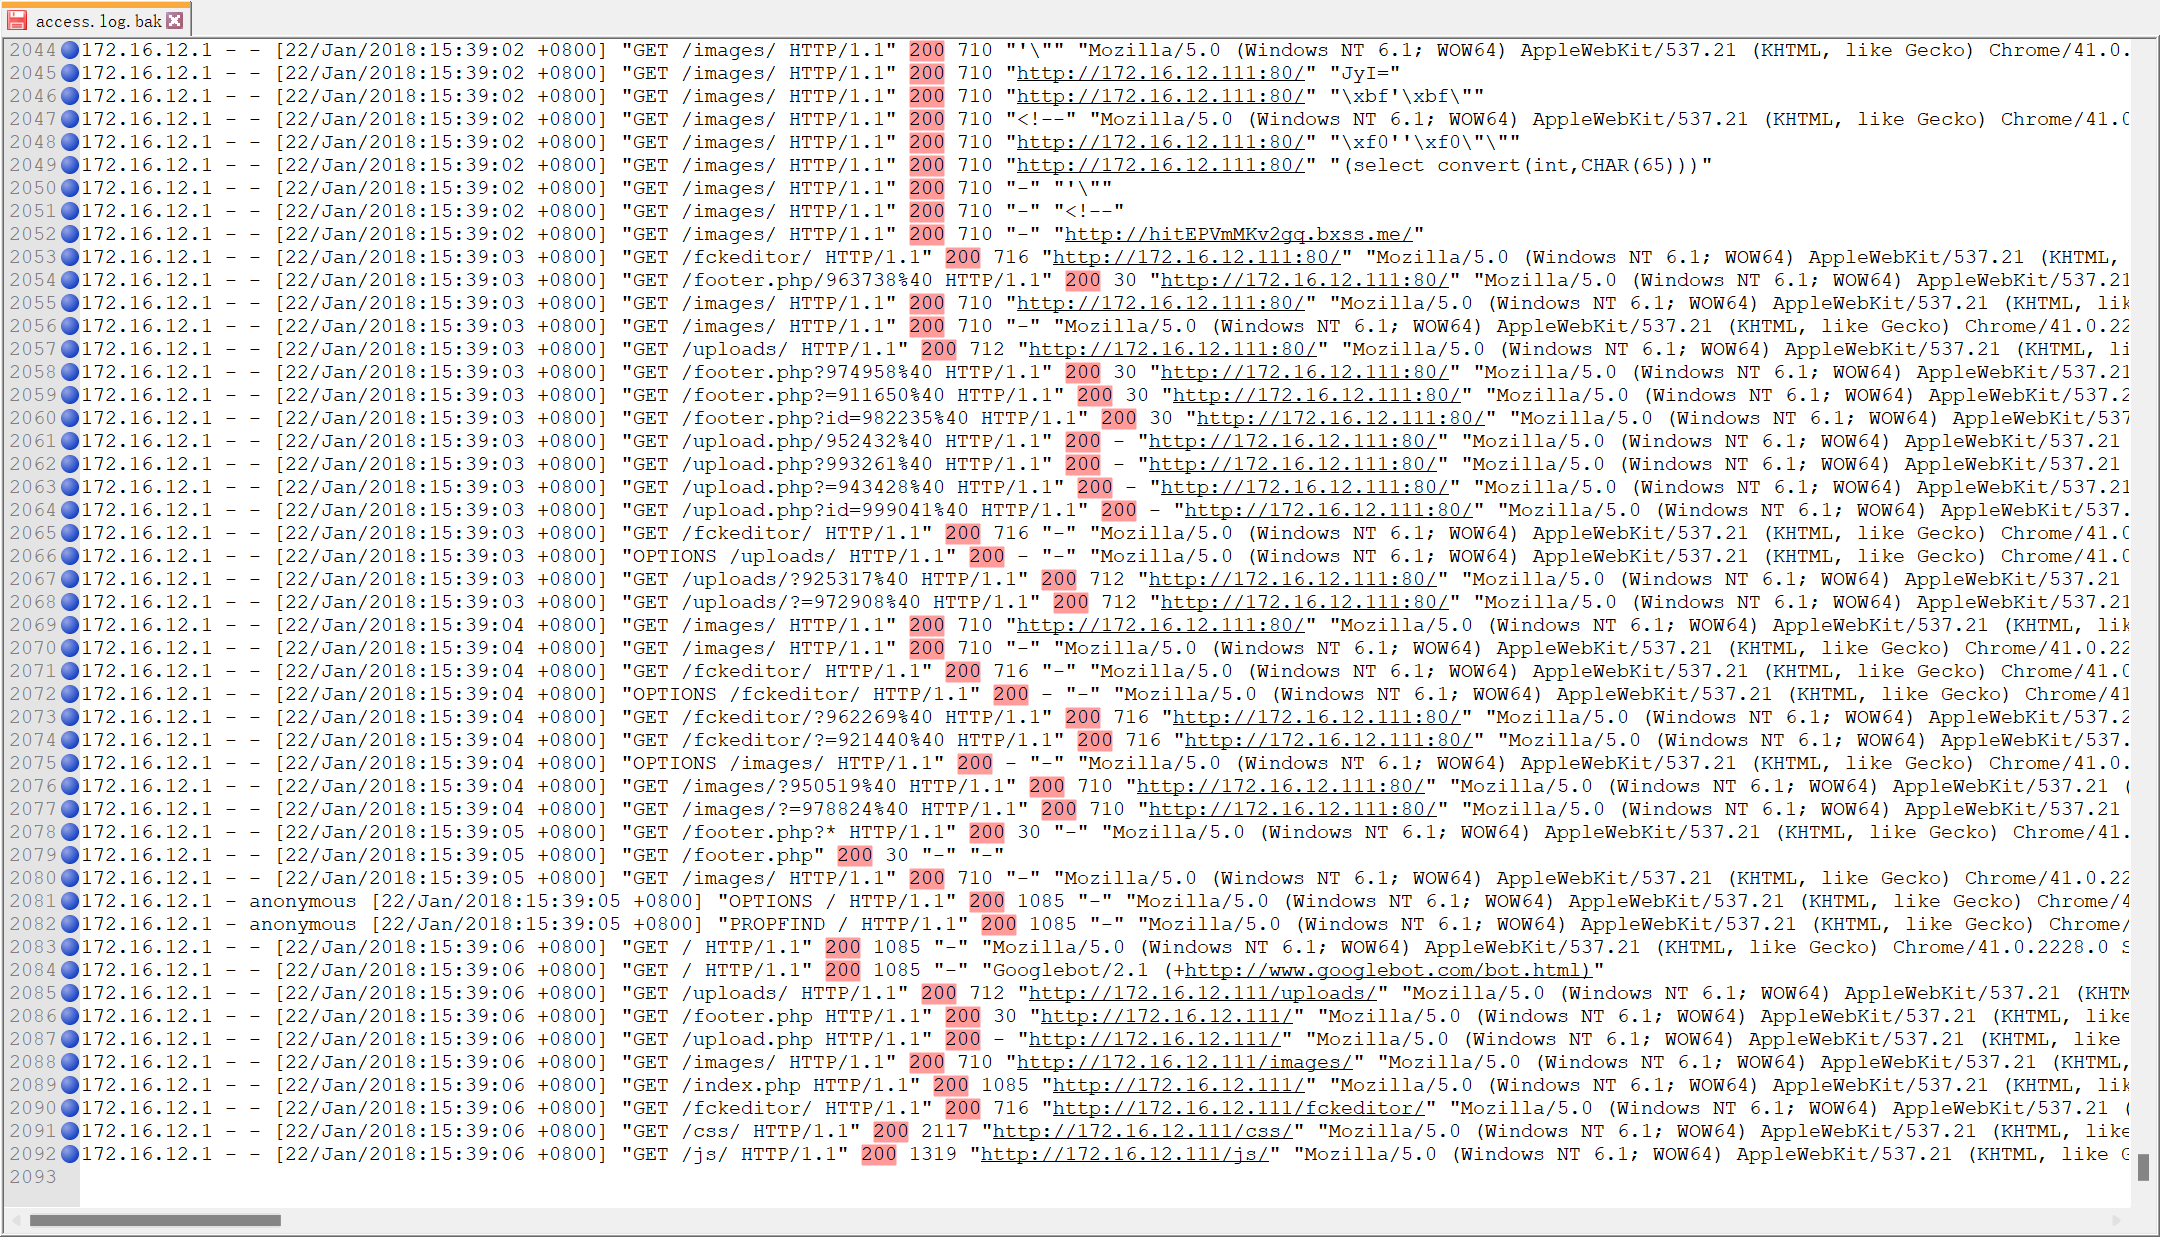 access.log.bak
2044 172.16.12.1 - - [22/Jan/2018:15:39:02 +0800] "GET /images/ HTTP/1.1" 200 710 "'\"" "Mozilla/5.0 (Windows NT 6.1; WOW64) AppleWebKit/537.21 (KHTML, like Gecko) Chrome/41.0.
2045 172.16.12.1 - - [22/Jan/2018:15:39:02 +0800] "GET /images/ HTTP/1.1" 200 710 "http://172.16.12.111:80/" "JyI="
2046 172.16.12.1 - - [22/Jan/2018:15:39:02 +0800] "GET /images/ HTTP/1.1" 200 710 "http://172.16.12.111:80/" "\xbf'\xbf\""
2047 172.16.12.1 - - [22/Jan/2018:15:39:02 +0800] "GET /images/ HTTP/1.1" 200 710 "<!--" "Mozilla/5.0 (Windows NT 6.1; WOW64) AppleWebKit/537.21 (KHTML, like Gecko) Chrome/41.0
2048 172.16.12.1 - - [22/Jan/2018:15:39:02 +0800] "GET /images/ HTTP/1.1" 200 710 "http://172.16.12.111:80/" "\xf0''\xf0\"\""
2049 172.16.12.1 - - [22/Jan/2018:15:39:02 +0800] "GET /images/ HTTP/1.1" 200 710 "http://172.16.12.111:80/" "(select convert(int,CHAR(65)))"
2050 172.16.12.1 - - [22/Jan/2018:15:39:02 +0800] "GET /images/ HTTP/1.1" 200 710 "-" "'\""
2051 172.16.12.1 - - [22/Jan/2018:15:39:02 +0800] "GET /images/ HTTP/1.1" 200 710 "-" "<!--"
2052 172.16.12.1 - - [22/Jan/2018:15:39:02 +0800] "GET /images/ HTTP/1.1" 200 710 "-" "http://hitEPVmMKv2gq.bxss.me/"
2053 172.16.12.1 - - [22/Jan/2018:15:39:03 +0800] "GET /fckeditor/ HTTP/1.1" 200 716 "http://172.16.12.111:80/" "Mozilla/5.0 (Windows NT 6.1; WOW64) AppleWebKit/537.21 (KHTML,
2054 172.16.12.1 - - [22/Jan/2018:15:39:03 +0800] "GET /footer.php/963738%40 HTTP/1.1" 200 30 "http://172.16.12.111:80/" "Mozilla/5.0 (Windows NT 6.1; WOW64) AppleWebKit/537.21
2055 172.16.12.1 - - [22/Jan/2018:15:39:03 +0800] "GET /images/ HTTP/1.1" 200 710 "http://172.16.12.111:80/" "Mozilla/5.0 (Windows NT 6.1; WOW64) AppleWebKit/537.21 (KHTML, lik
2056 172.16.12.1 - - [22/Jan/2018:15:39:03 +0800] "GET /images/ HTTP/1.1" 200 710 "-" "Mozilla/5.0 (Windows NT 6.1; WOW64) AppleWebKit/537.21 (KHTML, like Gecko) Chrome/41.0.22
2057 172.16.12.1 - - [22/Jan/2018:15:39:03 +0800] "GET /uploads/ HTTP/1.1" 200 712 "http://172.16.12.111:80/" "Mozilla/5.0 (Windows NT 6.1; WOW64) AppleWebKit/537.21 (KHTML, li
2058 172.16.12.1 - - [22/Jan/2018:15:39:03 +0800] "GET /footer.php?974958%40 HTTP/1.1" 200 30 "http://172.16.12.111:80/" "Mozilla/5.0 (Windows NT 6.1; WOW64) AppleWebKit/537.21
2059 172.16.12.1 - - [22/Jan/2018:15:39:03 +0800] "GET /footer.php?=911650%40 HTTP/1.1" 200 30 "http://172.16.12.111:80/" "Mozilla/5.0 (Windows NT 6.1; WOW64) AppleWebKit/537.2
2060 172.16.12.1 - - [22/Jan/2018:15:39:03 +0800] "GET /footer.php?id=982235%40 HTTP/1.1" 200 30 "http://172.16.12.111:80/" "Mozilla/5.0 (Windows NT 6.1; WOW64) AppleWebKit/537
2061 172.16.12.1 - - [22/Jan/2018:15:39:03 +0800] "GET /upload.php/952432%40 HTTP/1.1" 200 - "http://172.16.12.111:80/" "Mozilla/5.0 (Windows NT 6.1; WOW64) AppleWebKit/537.21
2062 172.16.12.1 - - [22/Jan/2018:15:39:03 +0800] "GET /upload.php?993261%40 HTTP/1.1" 200 - "http://172.16.12.111:80/" "Mozilla/5.0 (Windows NT 6.1; WOW64) AppleWebKit/537.21
2063 172.16.12.1 - - [22/Jan/2018:15:39:03 +0800] "GET /upload.php?=943428%40 HTTP/1.1" 200 - "http://172.16.12.111:80/" "Mozilla/5.0 (Windows NT 6.1; WOW64) AppleWebKit/537.21
2064 172.16.12.1 - - [22/Jan/2018:15:39:03 +0800] "GET /upload.php?id=999041%40 HTTP/1.1" 200 - "http://172.16.12.111:80/" "Mozilla/5.0 (Windows NT 6.1; WOW64) AppleWebKit/537.
2065 172.16.12.1 - - [22/Jan/2018:15:39:03 +0800] "GET /fckeditor/ HTTP/1.1" 200 716 "-" "Mozilla/5.0 (Windows NT 6.1; WOW64) AppleWebKit/537.21 (KHTML, like Gecko) Chrome/41.0
2066 172.16.12.1 - - [22/Jan/2018:15:39:03 +0800] "OPTIONS /uploads/ HTTP/1.1" 200 - "-" "Mozilla/5.0 (Windows NT 6.1; WOW64) AppleWebKit/537.21 (KHTML, like Gecko) Chrome/41.0
2067 172.16.12.1 - - [22/Jan/2018:15:39:03 +0800] "GET /uploads/?925317%40 HTTP/1.1" 200 712 "http://172.16.12.111:80/" "Mozilla/5.0 (Windows NT 6.1; WOW64) AppleWebKit/537.21
2068 172.16.12.1 - - [22/Jan/2018:15:39:03 +0800] "GET /uploads/?=972908%40 HTTP/1.1" 200 712 "http://172.16.12.111:80/" "Mozilla/5.0 (Windows NT 6.1; WOW64) AppleWebKit/537.21
2069 172.16.12.1 - - [22/Jan/2018:15:39:04 +0800] "GET /images/ HTTP/1.1" 200 710 "http://172.16.12.111:80/" "Mozilla/5.0 (Windows NT 6.1; WOW64) AppleWebKit/537.21 (KHTML, lik
2070 172.16.12.1 - - [22/Jan/2018:15:39:04 +0800] "GET /images/ HTTP/1.1" 200 710 "-" "Mozilla/5.0 (Windows NT 6.1; WOW64) AppleWebKit/537.21 (KHTML, like Gecko) Chrome/41.0.22
2071 172.16.12.1 - - [22/Jan/2018:15:39:04 +0800] "GET /fckeditor/ HTTP/1.1" 200 716 "-" "Mozilla/5.0 (Windows NT 6.1; WOW64) AppleWebKit/537.21 (KHTML, like Gecko) Chrome/41.0
2072 172.16.12.1 - - [22/Jan/2018:15:39:04 +0800] "OPTIONS /fckeditor/ HTTP/1.1" 200 - "-" "Mozilla/5.0 (Windows NT 6.1; WOW64) AppleWebKit/537.21 (KHTML, like Gecko) Chrome/41
2073 172.16.12.1 - - [22/Jan/2018:15:39:04 +0800] "GET /fckeditor/?962269%40 HTTP/1.1" 200 716 "http://172.16.12.111:80/" "Mozilla/5.0 (Windows NT 6.1; WOW64) AppleWebKit/537.2
2074 172.16.12.1 - - [22/Jan/2018:15:39:04 +0800] "GET /fckeditor/?=921440%40 HTTP/1.1" 200 716 "http://172.16.12.111:80/" "Mozilla/5.0 (Windows NT 6.1; WOW64) AppleWebKit/537.
2075 172.16.12.1 - - [22/Jan/2018:15:39:04 +0800] "OPTIONS /images/ HTTP/1.1" 200 - "-" "Mozilla/5.0 (Windows NT 6.1; WOW64) AppleWebKit/537.21 (KHTML, like Gecko) Chrome/41.0.
2076 172.16.12.1 - - [22/Jan/2018:15:39:04 +0800] "GET /images/?950519%40 HTTP/1.1" 200 710 "http://172.16.12.111:80/" "Mozilla/5.0 (Windows NT 6.1; WOW64) AppleWebKit/537.21 (
2077 172.16.12.1 - - [22/Jan/2018:15:39:04 +0800] "GET /images/?=978824%40 HTTP/1.1" 200 710 "http://172.16.12.111:80/" "Mozilla/5.0 (Windows NT 6.1; WOW64) AppleWebKit/537.21
2078 172.16.12.1 - - [22/Jan/2018:15:39:05 +0800] "GET /footer.php?* HTTP/1.1" 200 30 "-" "Mozilla/5.0 (Windows NT 6.1; WOW64) AppleWebKit/537.21 (KHTML, like Gecko) Chrome/41.
2079 172.16.12.1 - - [22/Jan/2018:15:39:05 +0800] "GET /footer.php" 200 30 "-" "-"
2080 172.16.12.1 - - [22/Jan/2018:15:39:05 +0800] "GET /images/ HTTP/1.1" 200 710 "-" "Mozilla/5.0 (Windows NT 6.1; WOW64) AppleWebKit/537.21 (KHTML, like Gecko) Chrome/41.0.22
2081 172.16.12.1 - anonymous [22/Jan/2018:15:39:05 +0800] "OPTIONS / HTTP/1.1" 200 1085 "-" "Mozilla/5.0 (Windows NT 6.1; WOW64) AppleWebKit/537.21 (KHTML, like Gecko) Chrome/4
2082 172.16.12.1 - anonymous [22/Jan/2018:15:39:05 +0800] "PROPFIND / HTTP/1.1" 200 1085 "-" "Mozilla/5.0 (Windows NT 6.1; WOW64) AppleWebKit/537.21 (KHTML, like Gecko) Chrome/
2083 172.16.12.1 - - [22/Jan/2018:15:39:06 +0800] "GET / HTTP/1.1" 200 1085 "-" "Mozilla/5.0 (Windows NT 6.1; WOW64) AppleWebKit/537.21 (KHTML, like Gecko) Chrome/41.0.2228.0 S
2084 172.16.12.1 - - [22/Jan/2018:15:39:06 +0800] "GET / HTTP/1.1" 200 1085 "-" "Googlebot/2.1 (+http://www.googlebot.com/bot.html)"
2085 172.16.12.1 - - [22/Jan/2018:15:39:06 +0800] "GET /uploads/ HTTP/1.1" 200 712 "http://172.16.12.111/uploads/" "Mozilla/5.0 (Windows NT 6.1; WOW64) AppleWebKit/537.21 (KHTM
2086 172.16.12.1 - - [22/Jan/2018:15:39:06 +0800] "GET /footer.php HTTP/1.1" 200 30 "http://172.16.12.111/" "Mozilla/5.0 (Windows NT 6.1; WOW64) AppleWebKit/537.21 (KHTML, like
2087 172.16.12.1 - - [22/Jan/2018:15:39:06 +0800] "GET /upload.php HTTP/1.1" 200 - "http://172.16.12.111/" "Mozilla/5.0 (Windows NT 6.1; WOW64) AppleWebKit/537.21 (KHTML, like
2088 172.16.12.1 - - [22/Jan/2018:15:39:06 +0800] "GET /images/ HTTP/1.1" 200 710 "http://172.16.12.111/images/" "Mozilla/5.0 (Windows NT 6.1; WOW64) AppleWebKit/537.21 (KHTML,
2089 172.16.12.1 - - [22/Jan/2018:15:39:06 +0800] "GET /index.php HTTP/1.1" 200 1085 "http://172.16.12.111/" "Mozilla/5.0 (Windows NT 6.1; WOW64) AppleWebKit/537.21 (KHTML, lik
2090 172.16.12.1 - - [22/Jan/2018:15:39:06 +0800] "GET /fckeditor/ HTTP/1.1" 200 716 "http://172.16.12.111/fckeditor/" "Mozilla/5.0 (Windows NT 6.1; WOW64) AppleWebKit/537.21 (
2091 172.16.12.1 - - [22/Jan/2018:15:39:06 +0800] "GET /css/ HTTP/1.1" 200 2117 "http://172.16.12.111/css/" "Mozilla/5.0 (Windows NT 6.1; WOW64) AppleWebKit/537.21 (KHTML, like
2092 172.16.12.1 - - [22/Jan/2018:15:39:06 +0800] "GET /js/ HTTP/1.1" 200 1319 "http://172.16.12.111/js/" "Mozilla/5.0 (Windows NT 6.1; WOW64) AppleWebKit/537.21 (KHTML, like G
2093